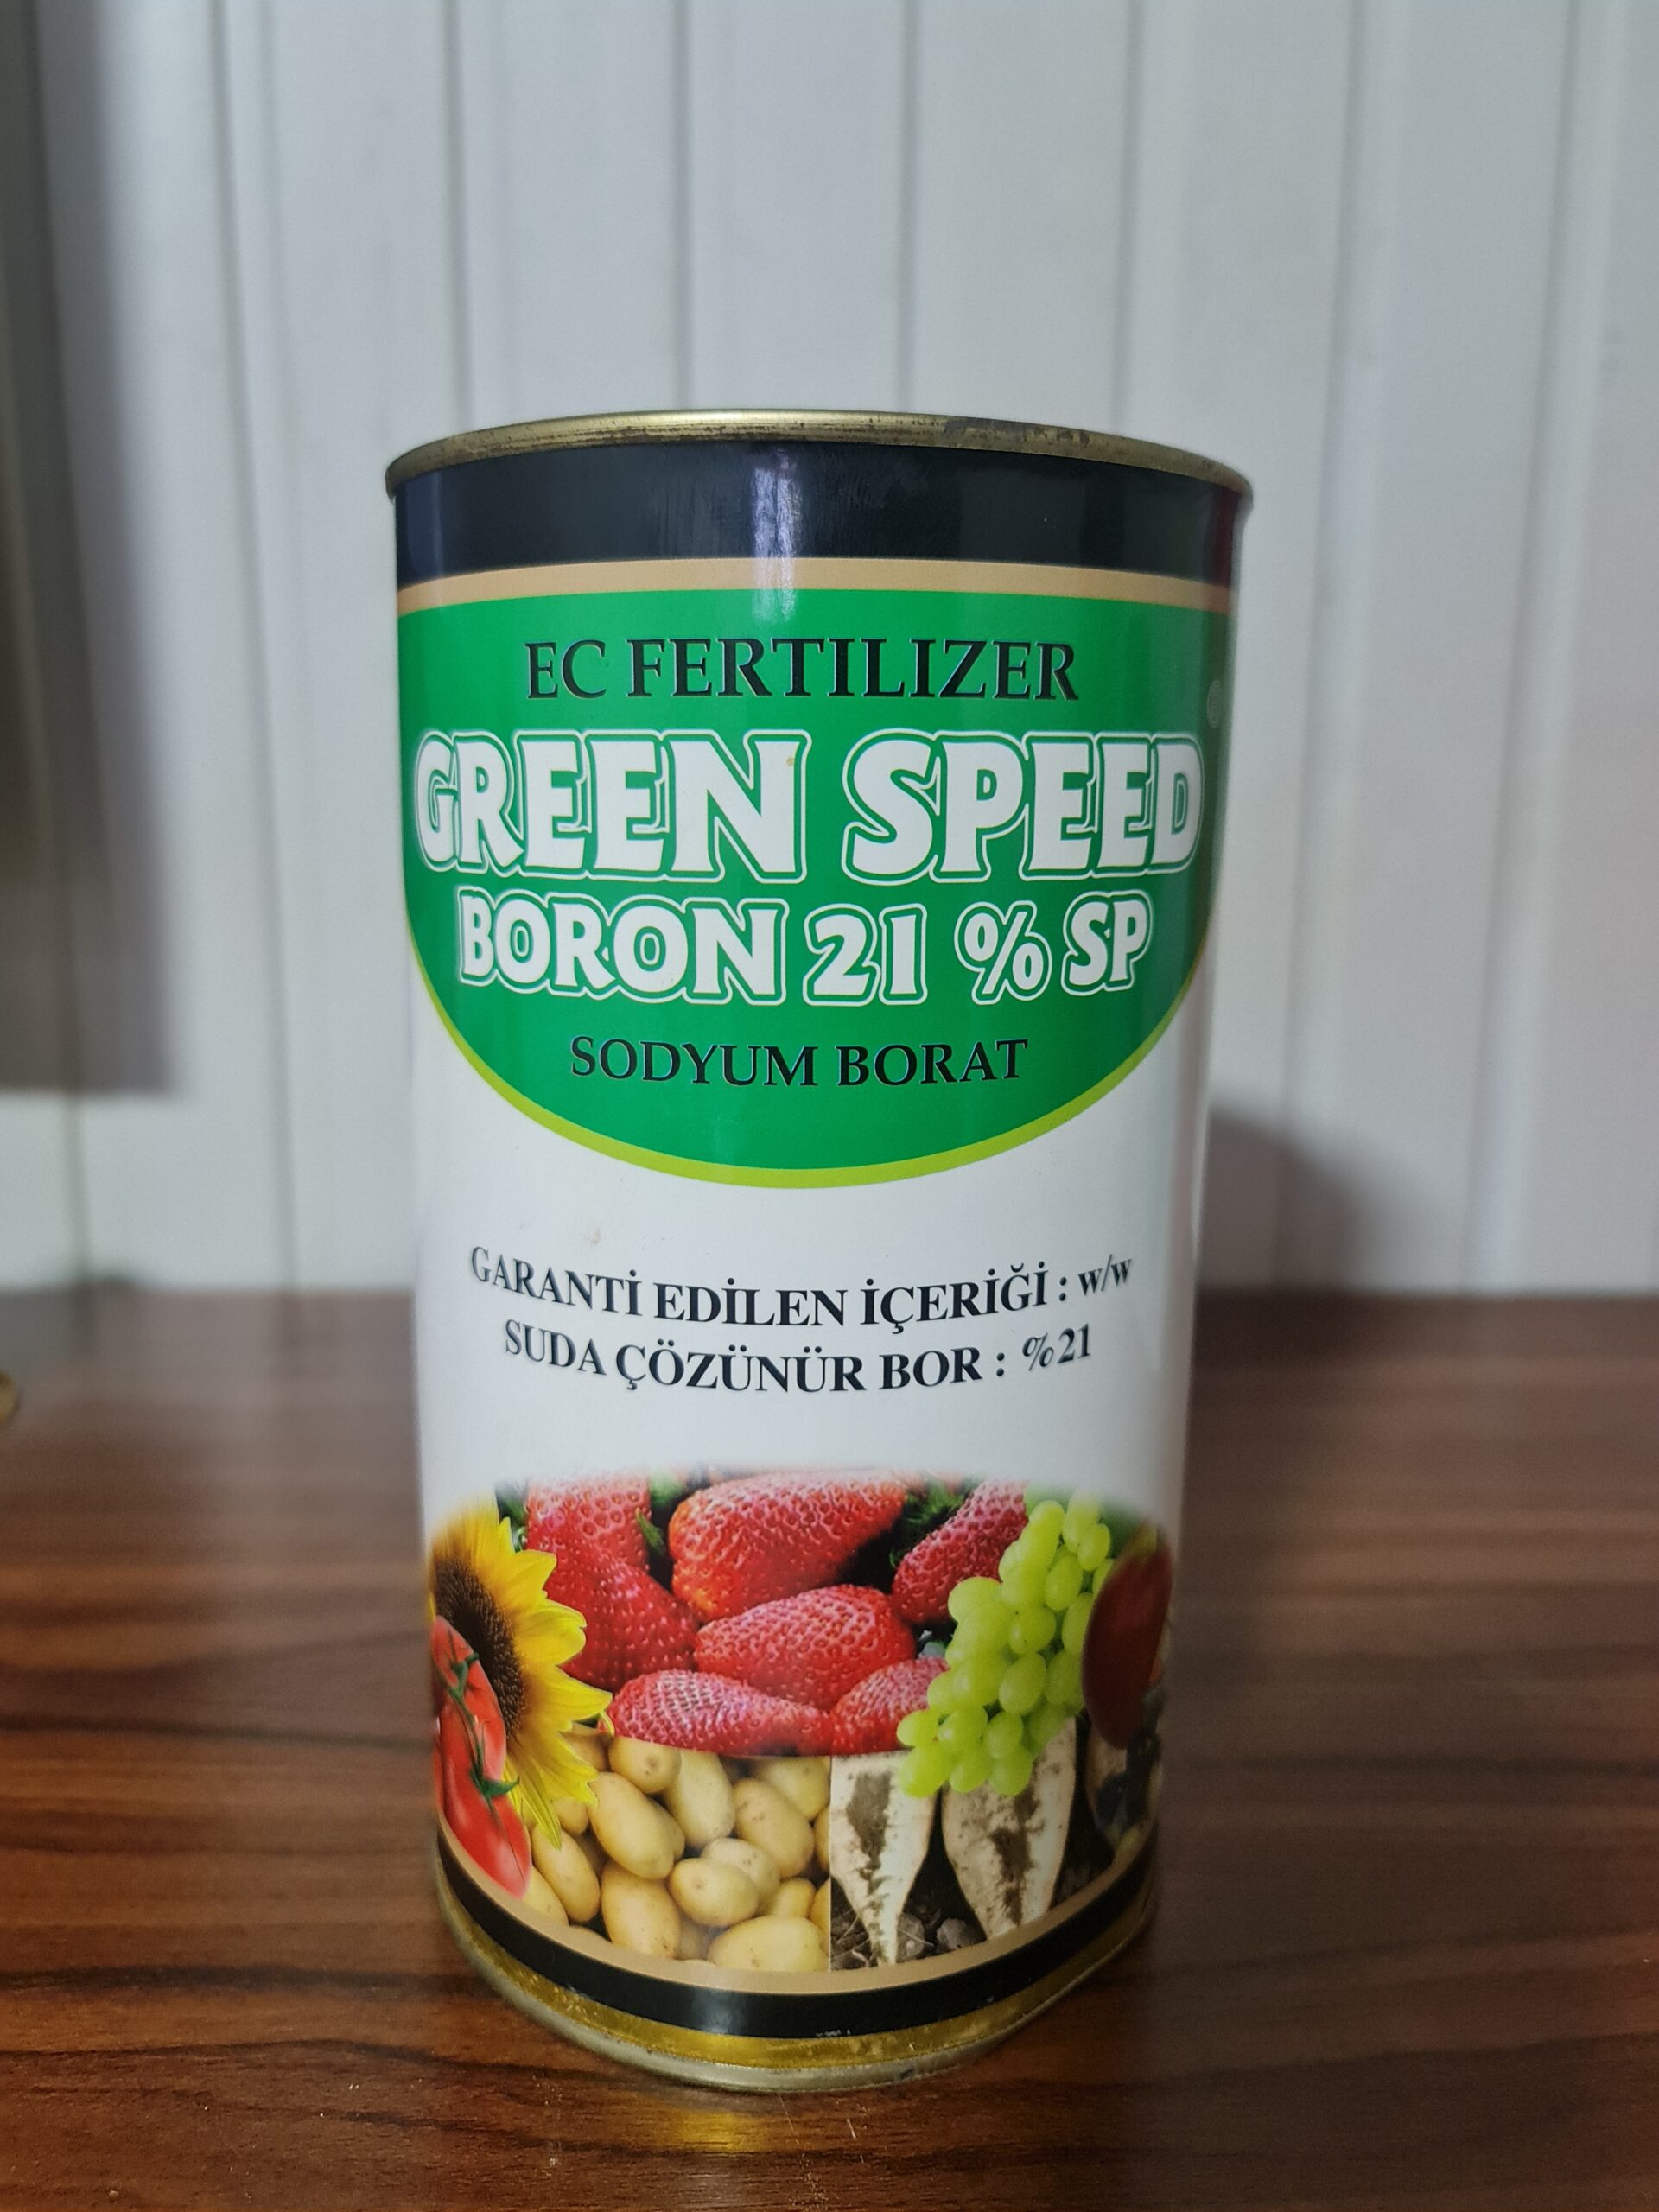 EC FERTILIZER
GREEN SPEED
BORON 21 % SP
SODYUM BORAT
GARANTİ EDİLEN İÇERİĞİ : w/w
SUDA ÇÖZÜNÜR BOR : %21